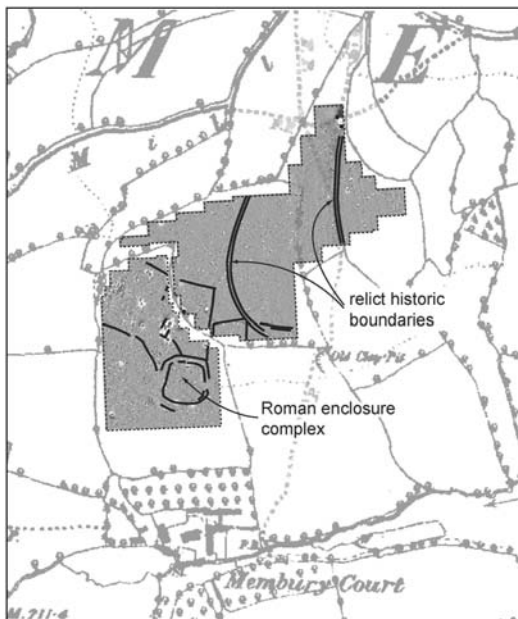 M E
M i l l
relict historic
boundaries
Old Clay Pit
Roman enclosure
complex
Membury Court